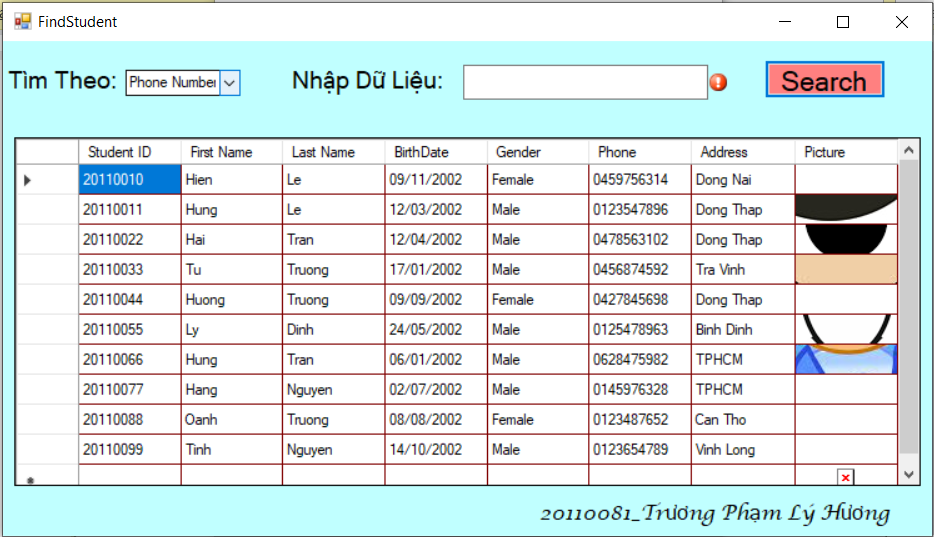 FindStudent
Tìm Theo: Phone Number Nhập Dữ Liệu: Search
Student ID First Name Last Name BirthDate Gender Phone Address Picture
20110010 Hien Le 09/11/2002 Female 0459756314 Dong Nai
20110011 Hung Le 12/03/2002 Male 0123547896 Dong Thap
20110022 Hai Tran 12/04/2002 Male 0478563102 Dong Thap
20110033 Tu Truong 17/01/2002 Male 0456874592 Tra Vinh
20110044 Huong Truong 09/09/2002 Female 0427845698 Dong Thap
20110055 Ly Dinh 24/05/2002 Male 0125478963 Binh Dinh
20110066 Hung Tran 06/01/2002 Male 0628475982 TPHCM
20110077 Hang Nguyen 02/07/2002 Male 0145976328 TPHCM
20110088 Oanh Truong 08/08/2002 Female 0123487652 Can Tho
20110099 Tinh Nguyen 14/10/2002 Male 0123654789 Vinh Long
20110081_Trương Phạm Lý Hương